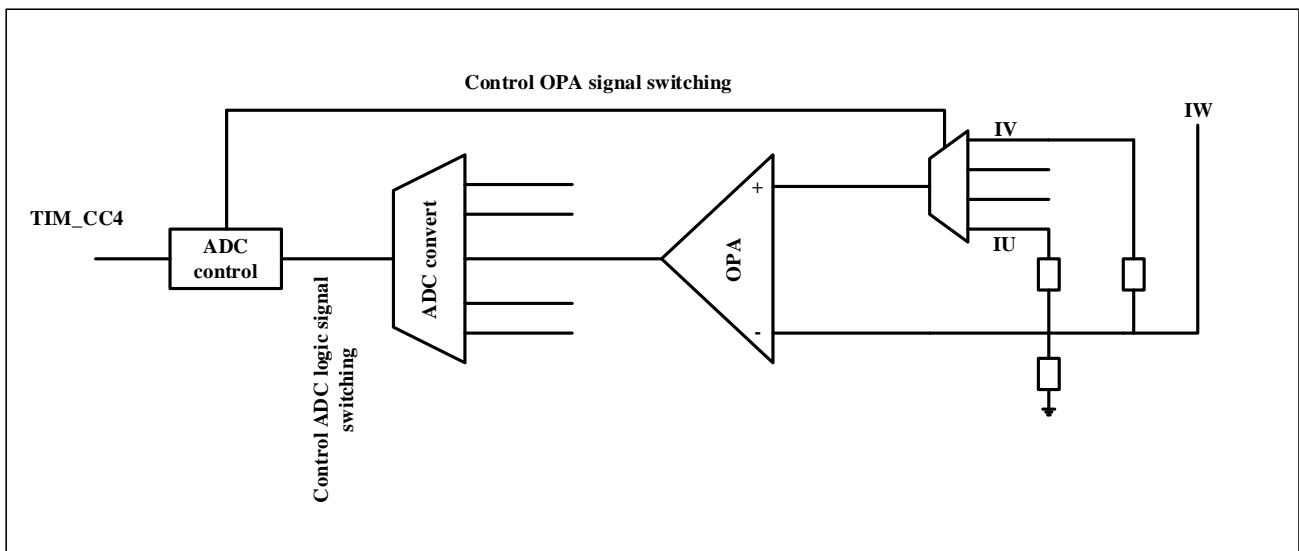 Control OPA signal switching
IW
IV
TIM_CC4
ADC
control
ADC convert
OPA
+
-
IU
Control ADC logic signal
switching